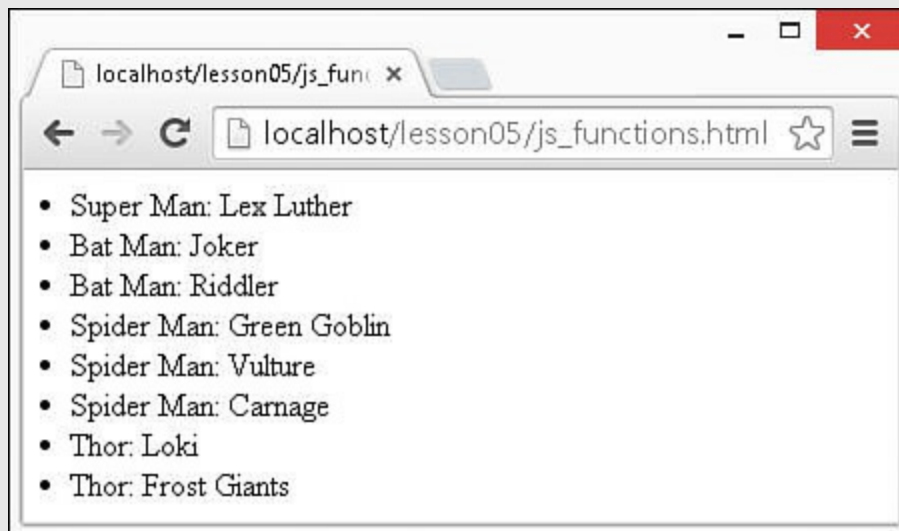 localhost/lesson05/js_func
localhost/lesson05/js_functions.html
• Super Man: Lex Luther
• Bat Man: Joker
• Bat Man: Riddler
• Spider Man: Green Goblin
• Spider Man: Vulture
• Spider Man: Carnage
• Thor: Loki
• Thor: Frost Giants